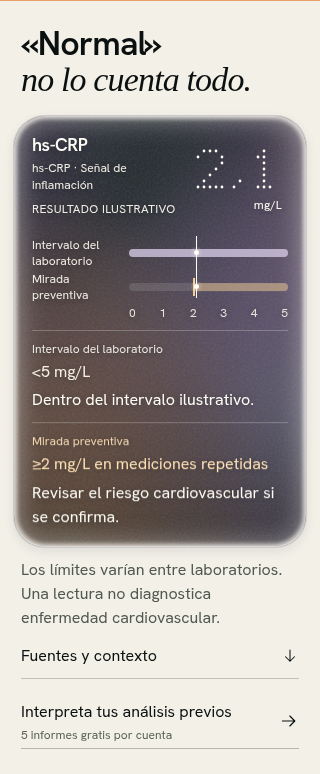 «Normal»
no lo cuenta todo.
hs-CRP
hs-CRP · Señal de
inflamación
RESULTADO ILUSTRATIVO
2.1
mg/L
Intervalo del
laboratorio
Mirada
preventiva
0 1 2 3 4 5
Intervalo del laboratorio
<5 mg/L
Dentro del intervalo ilustrativo.
Mirada preventiva
≥2 mg/L en mediciones repetidas
Revisar el riesgo cardiovascular si
se confirma.
Los límites varían entre laboratorios.
Una lectura no diagnostica
enfermedad cardiovascular.
Fuentes y contexto
Interpreta tus análisis previos
5 informes gratis por cuenta